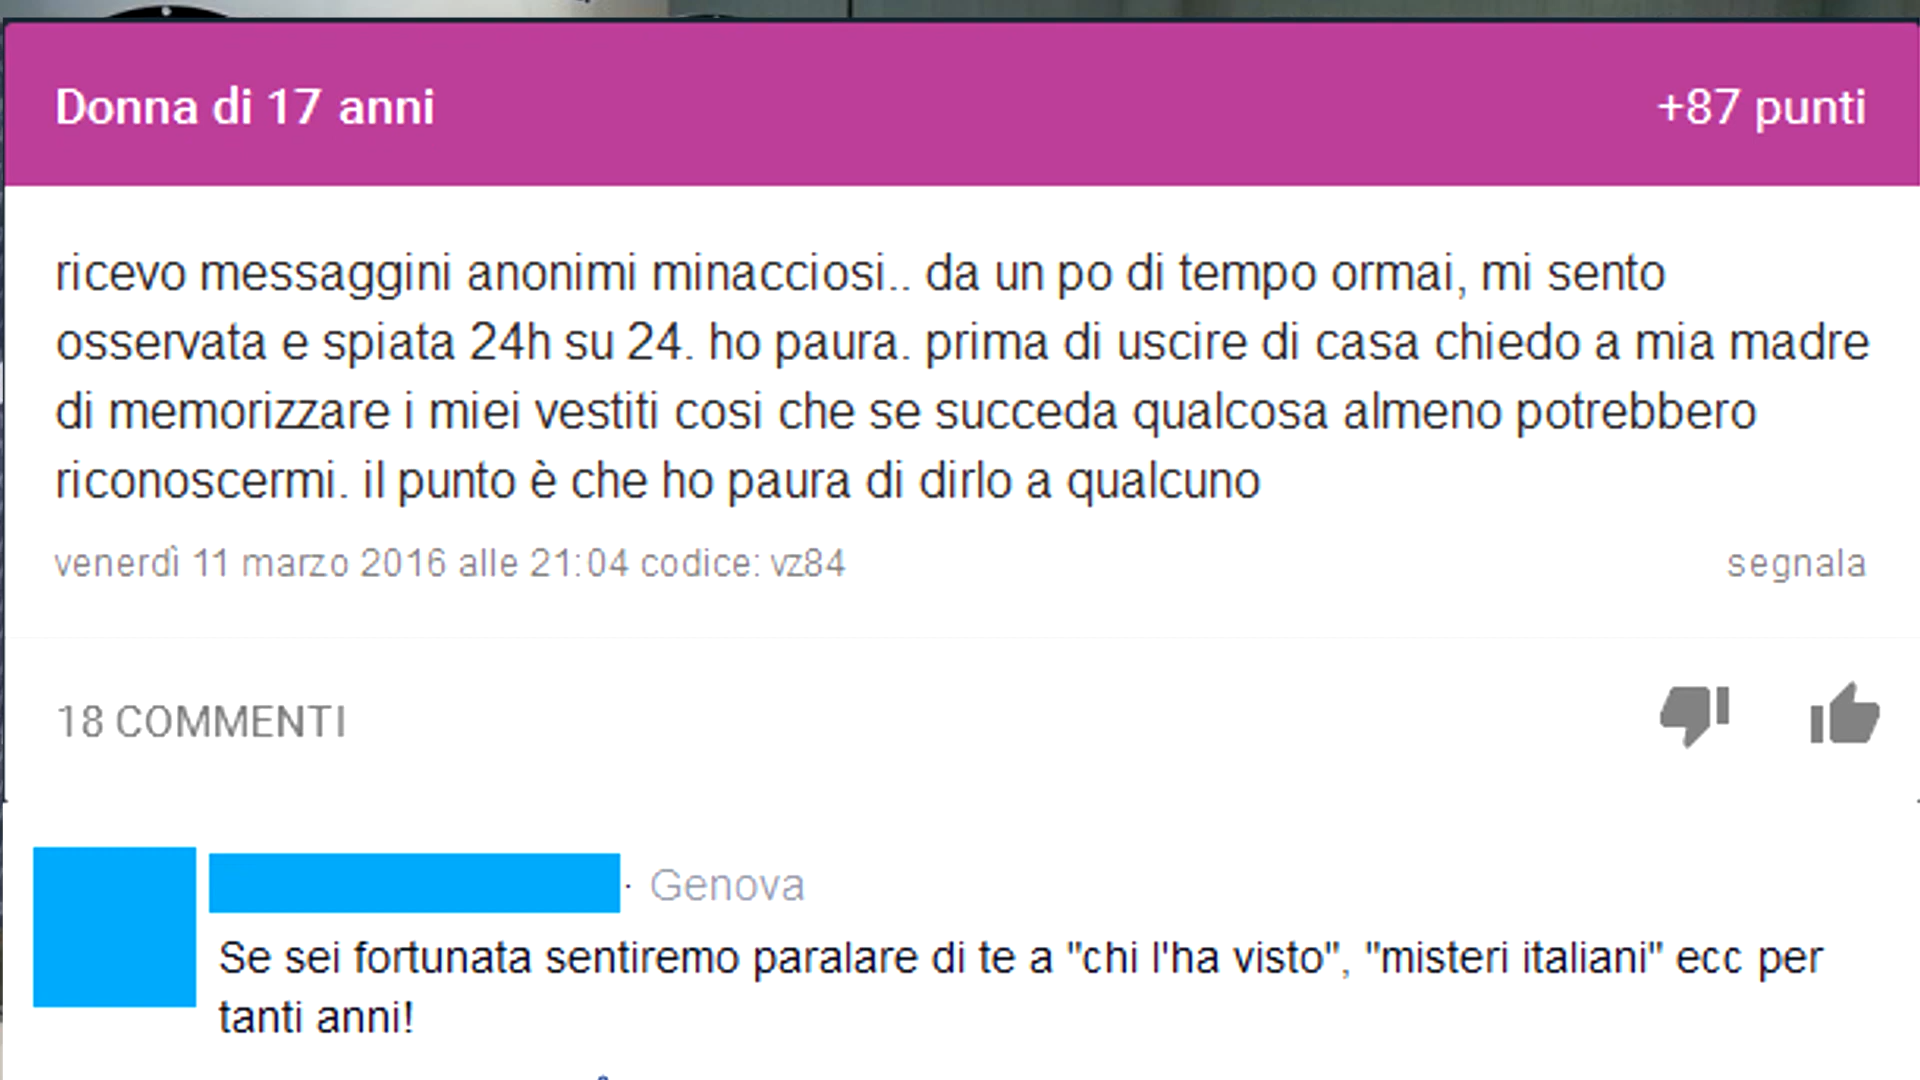 Donna di 17 anni
+87 punti
ricevo messaggini anonimi minacciosi.. da un po di tempo ormai, mi sento
osservata e spiata 24h su 24. ho paura. prima di uscire di casa chiedo a mia madre
di memorizzare i miei vestiti cosi che se succeda qualcosa almeno potrebbero
riconoscermi. il punto è che ho paura di dirlo a qualcuno
venerdì 11 marzo 2016 alle 21:04 codice: vz84
segnala
18 COMMENTI
· Genova
Se sei fortunata sentiremo paralare di te a "chi l'ha visto", "misteri italiani" ecc per
tanti anni!